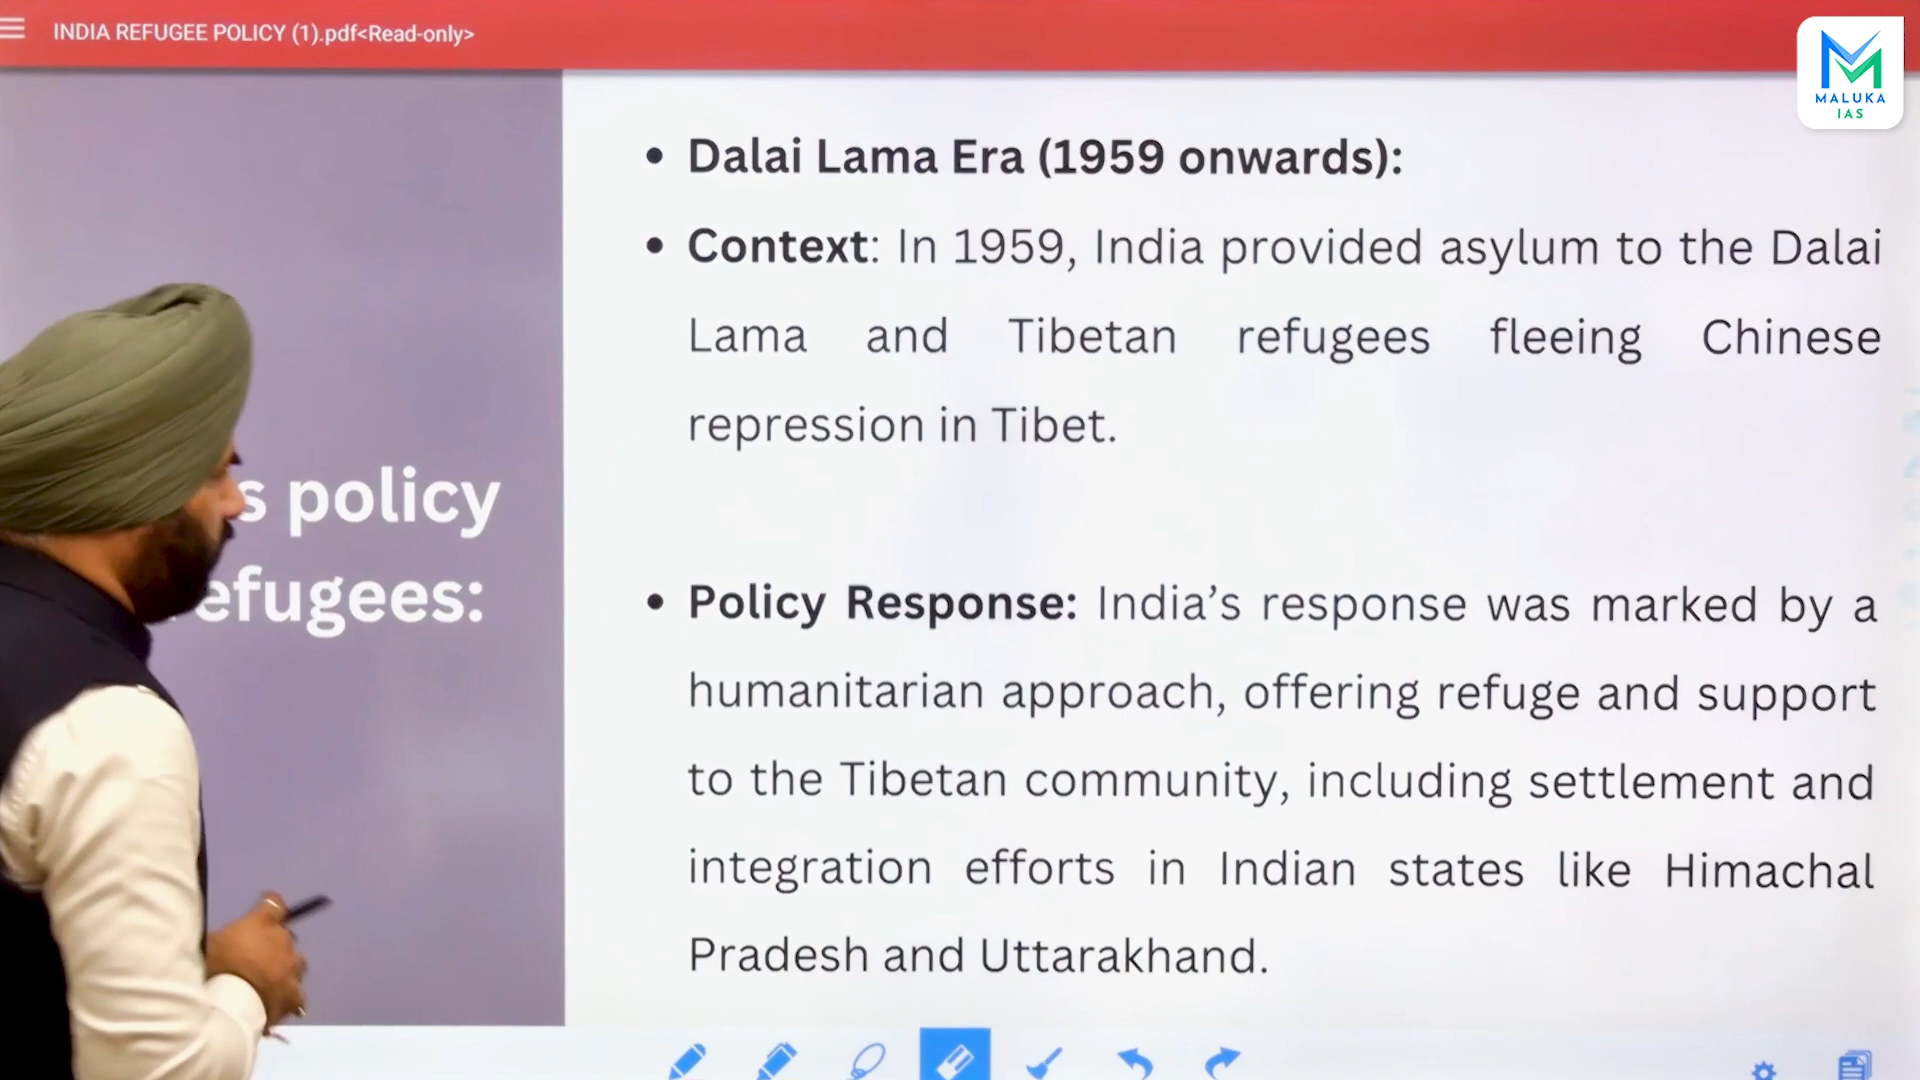 INDIA REFUGEE POLICY (1).pdf<Read-only>
MALUKA
IAS
policy
• Dalai Lama Era (1959 onwards):
• Context: In 1959, India provided asylum to the Dalai
Lama and Tibetan refugees fleeing Chinese
repression in Tibet.
• Policy Response: India’s response was marked by a
humanitarian approach, offering refuge and support
to the Tibetan community, including settlement and
integration efforts in Indian states like Himachal
Pradesh and Uttarakhand.